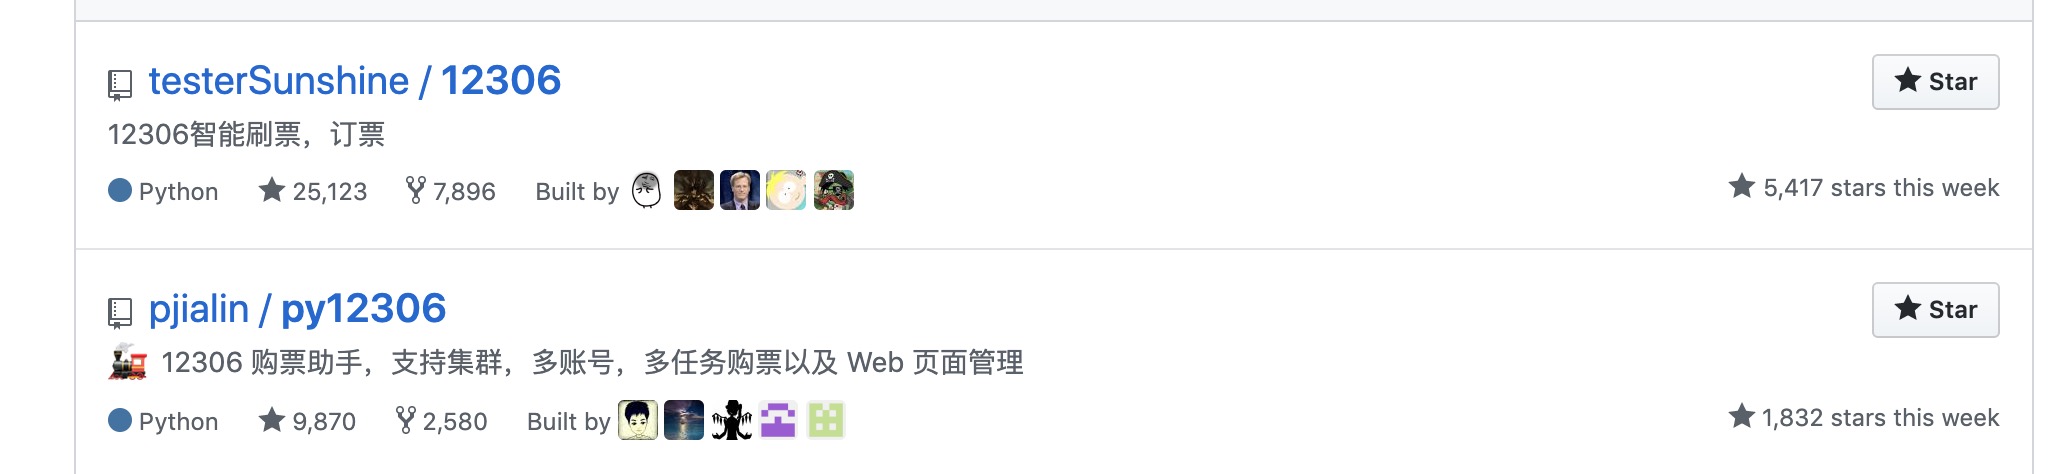 testerSunshine / 12306
Star
12306智能刷票，订票
Python 25,123 7,896 Built by 5,417 stars this week
pjialin / py12306
Star
12306 购票助手，支持集群，多账号，多任务购票以及 Web 页面管理
Python 9,870 2,580 Built by 1,832 stars this week